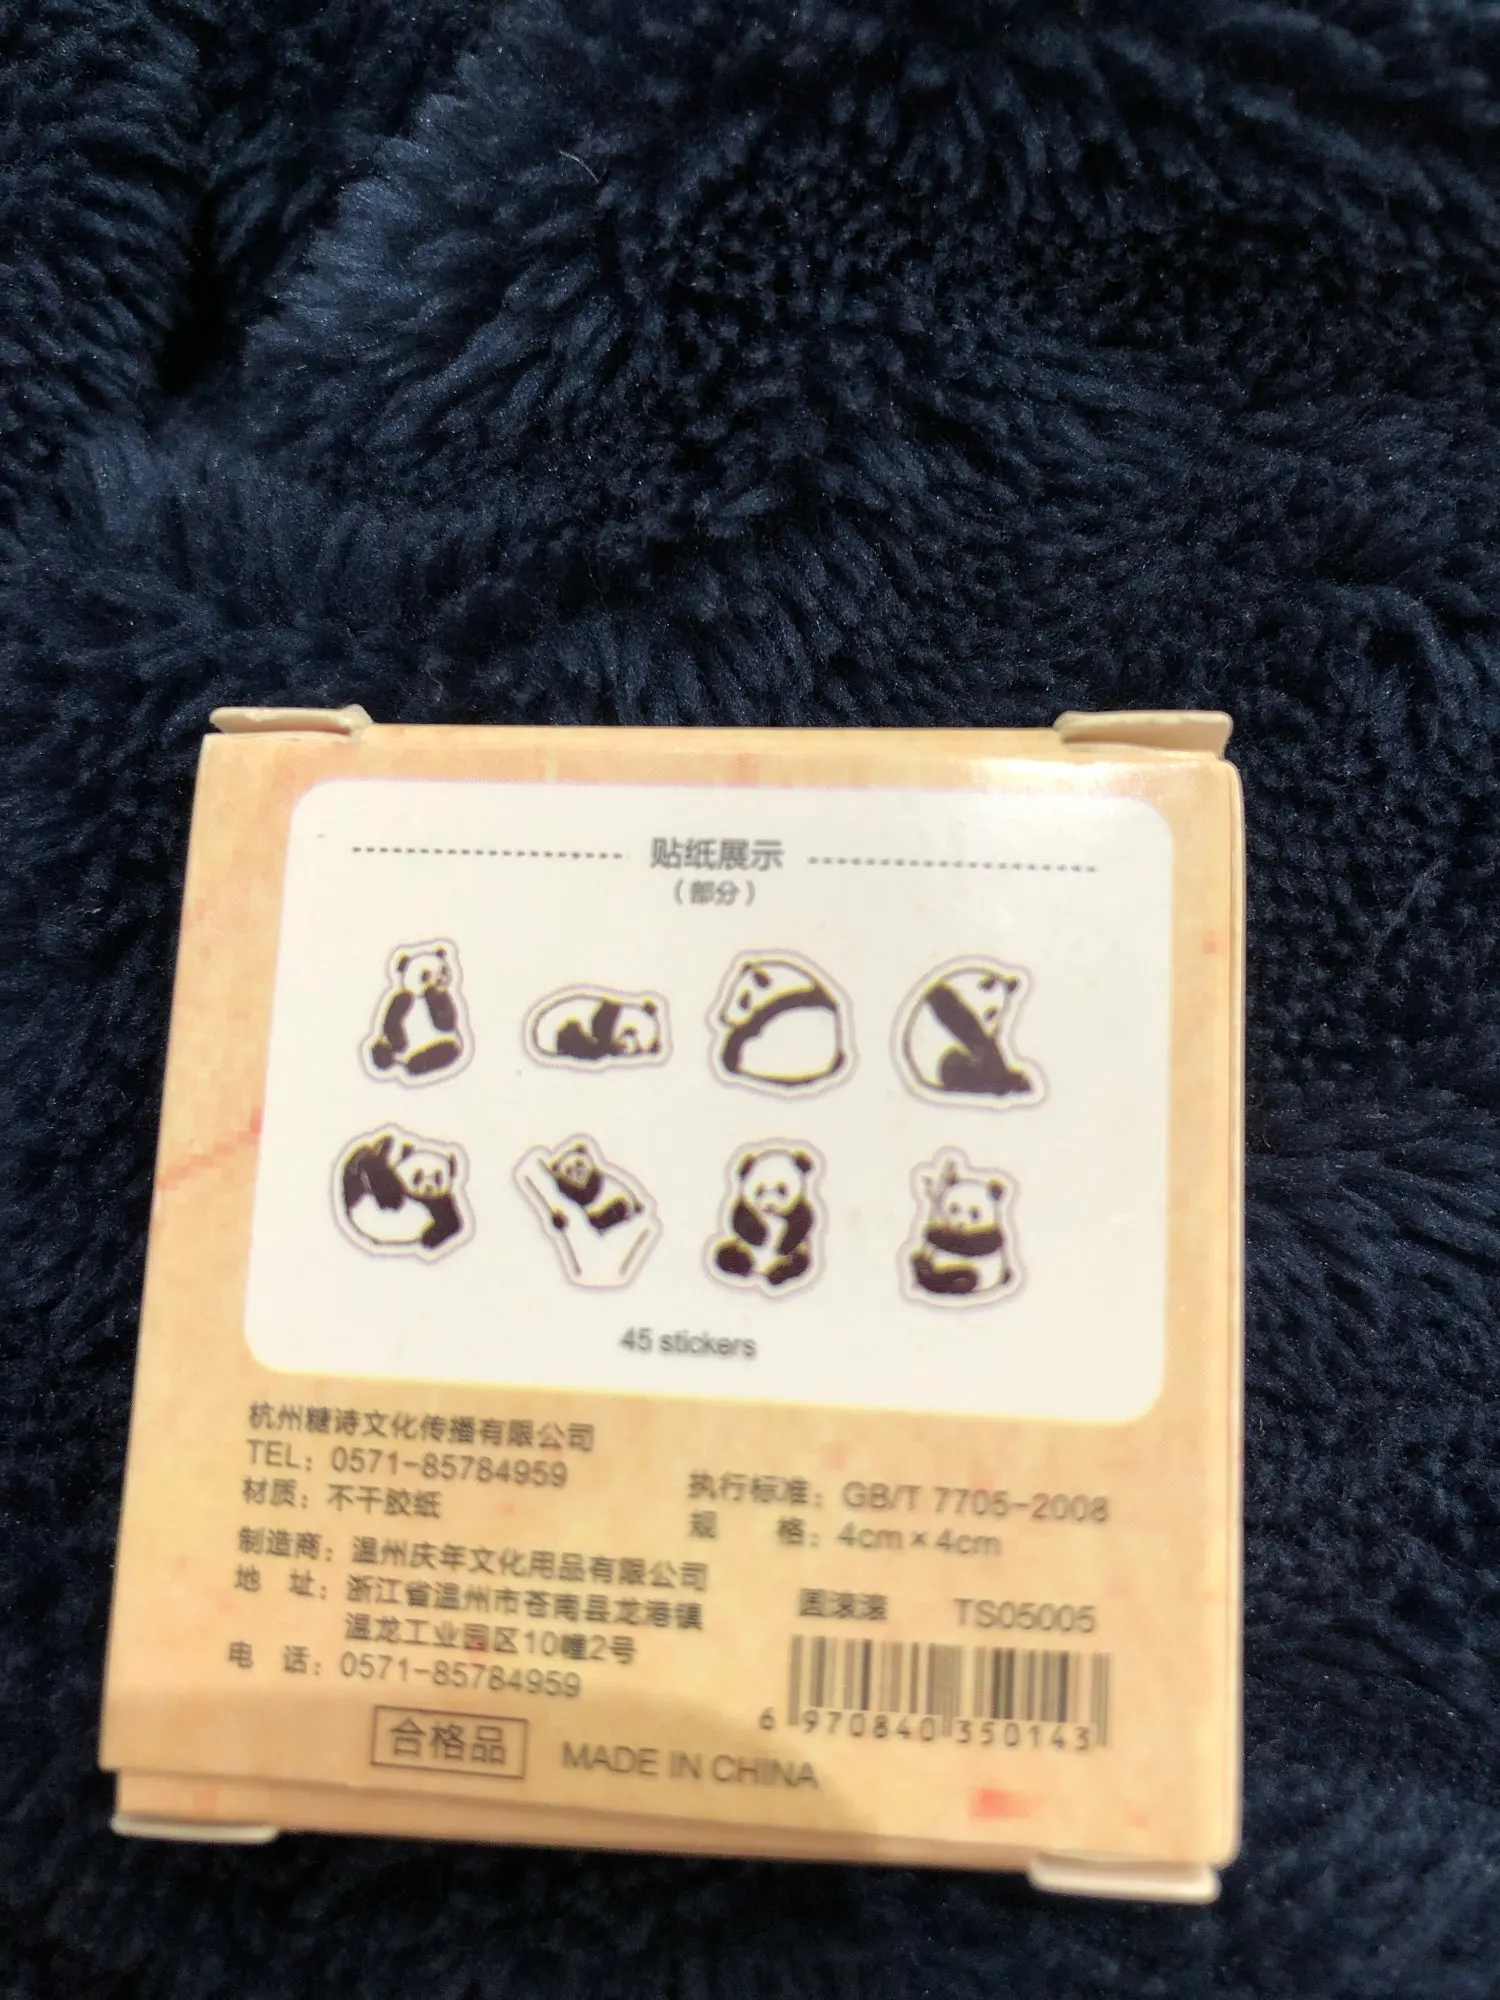 贴纸展示
（部分）
45 stickers
杭州糖诗文化传播有限公司
TEL：0571-85784959
材质：不干胶纸
制造商：温州庆年文化用品有限公司
地 址：浙江省温州市苍南县龙港镇
温龙工业园区10幢2号
电 话：0571-85784959
合格品
MADE IN CHINA
执行标准：GB/T 7705-2008
规 格：4cm×4cm
圆滚滚 TS05005
6 970840 350143